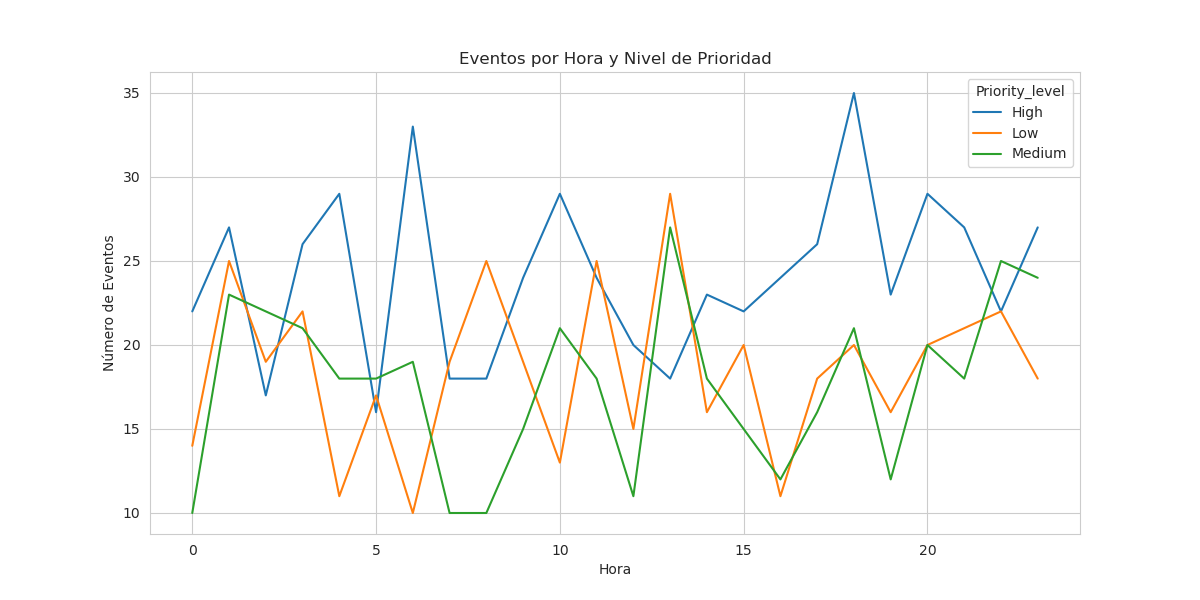 Eventos por Hora y Nivel de Prioridad
Priority_level
High
Low
Medium
Número de Eventos
35
30
25
20
15
10
0 5 10 15 20
Hora